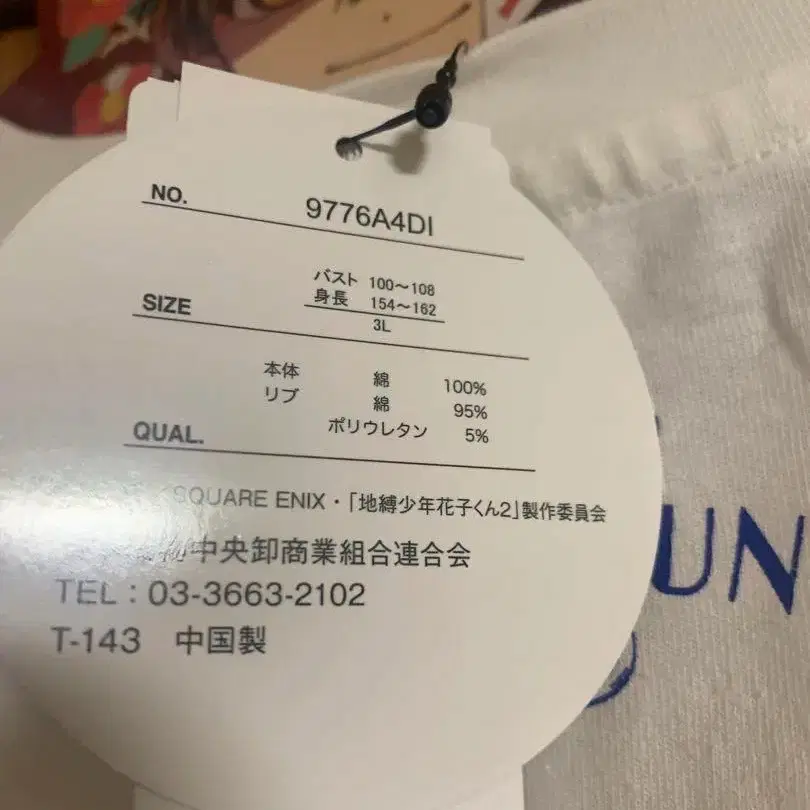 NO. 9776A4DI
バスト 100〜108
身長 154〜162
SIZE
3L
本体 綿 100%
リブ 綿 95%
QUAL. ポリウレタン 5%
SQUARE ENIX・「地縛少年花子くん2」製作委員会
物中央卸商業組合連合会
TEL：03-3663-2102
T-143 中国製
UN